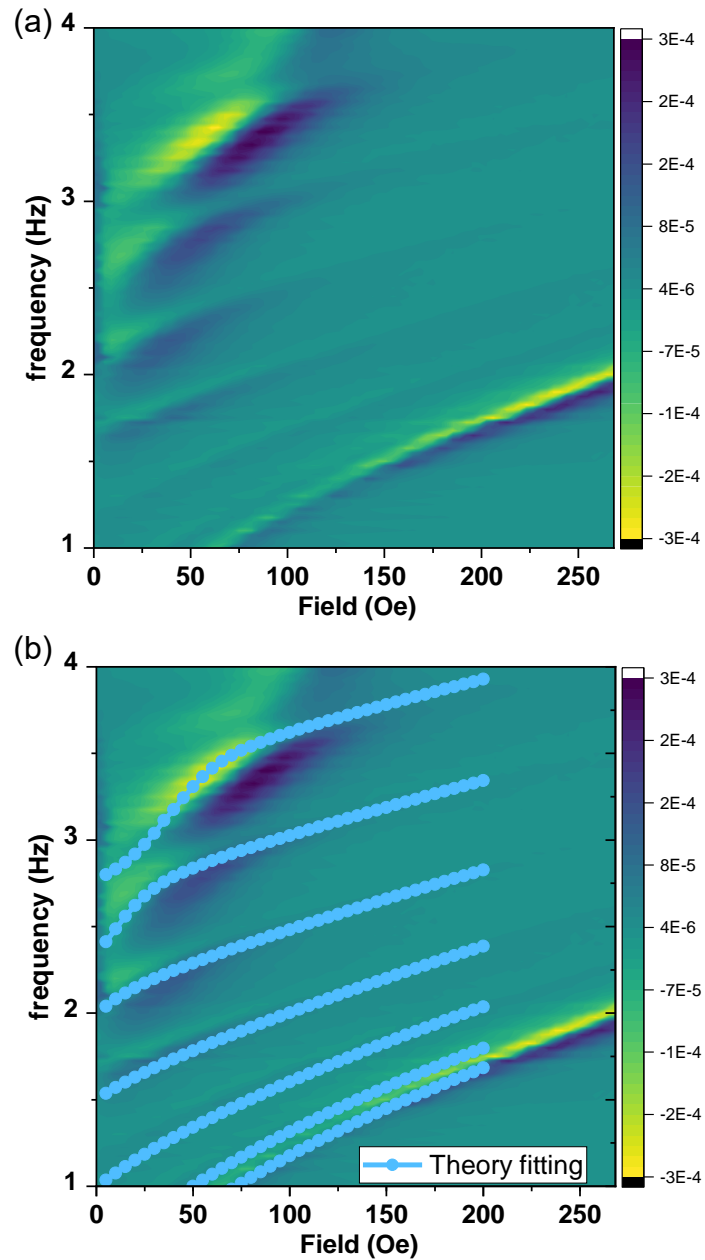 (a)
4
3
2
1
frequency (Hz)
0 50 100 150 200 250
Field (Oe)
3E-4
2E-4
2E-4
8E-5
4E-6
-7E-5
-1E-4
-2E-4
-3E-4
(b)
4
3
2
1
frequency (Hz)
Theory fitting
0 50 100 150 200 250
Field (Oe)
3E-4
2E-4
2E-4
8E-5
4E-6
-7E-5
-1E-4
-2E-4
-3E-4